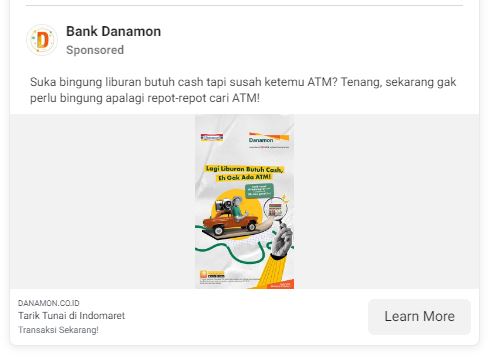 Bank Danamon
Sponsored
Suka bingung liburan butuh cash tapi susah ketemu ATM? Tenang, sekarang gak
perlu bingung apalagi repot-repot cari ATM!
Danamon
Lagi Liburan Butuh Cash,
Eh Gak Ada ATM!
DANAMON.CO.ID
Tarik Tunai di Indomaret
Transaksi Sekarang!
Learn More